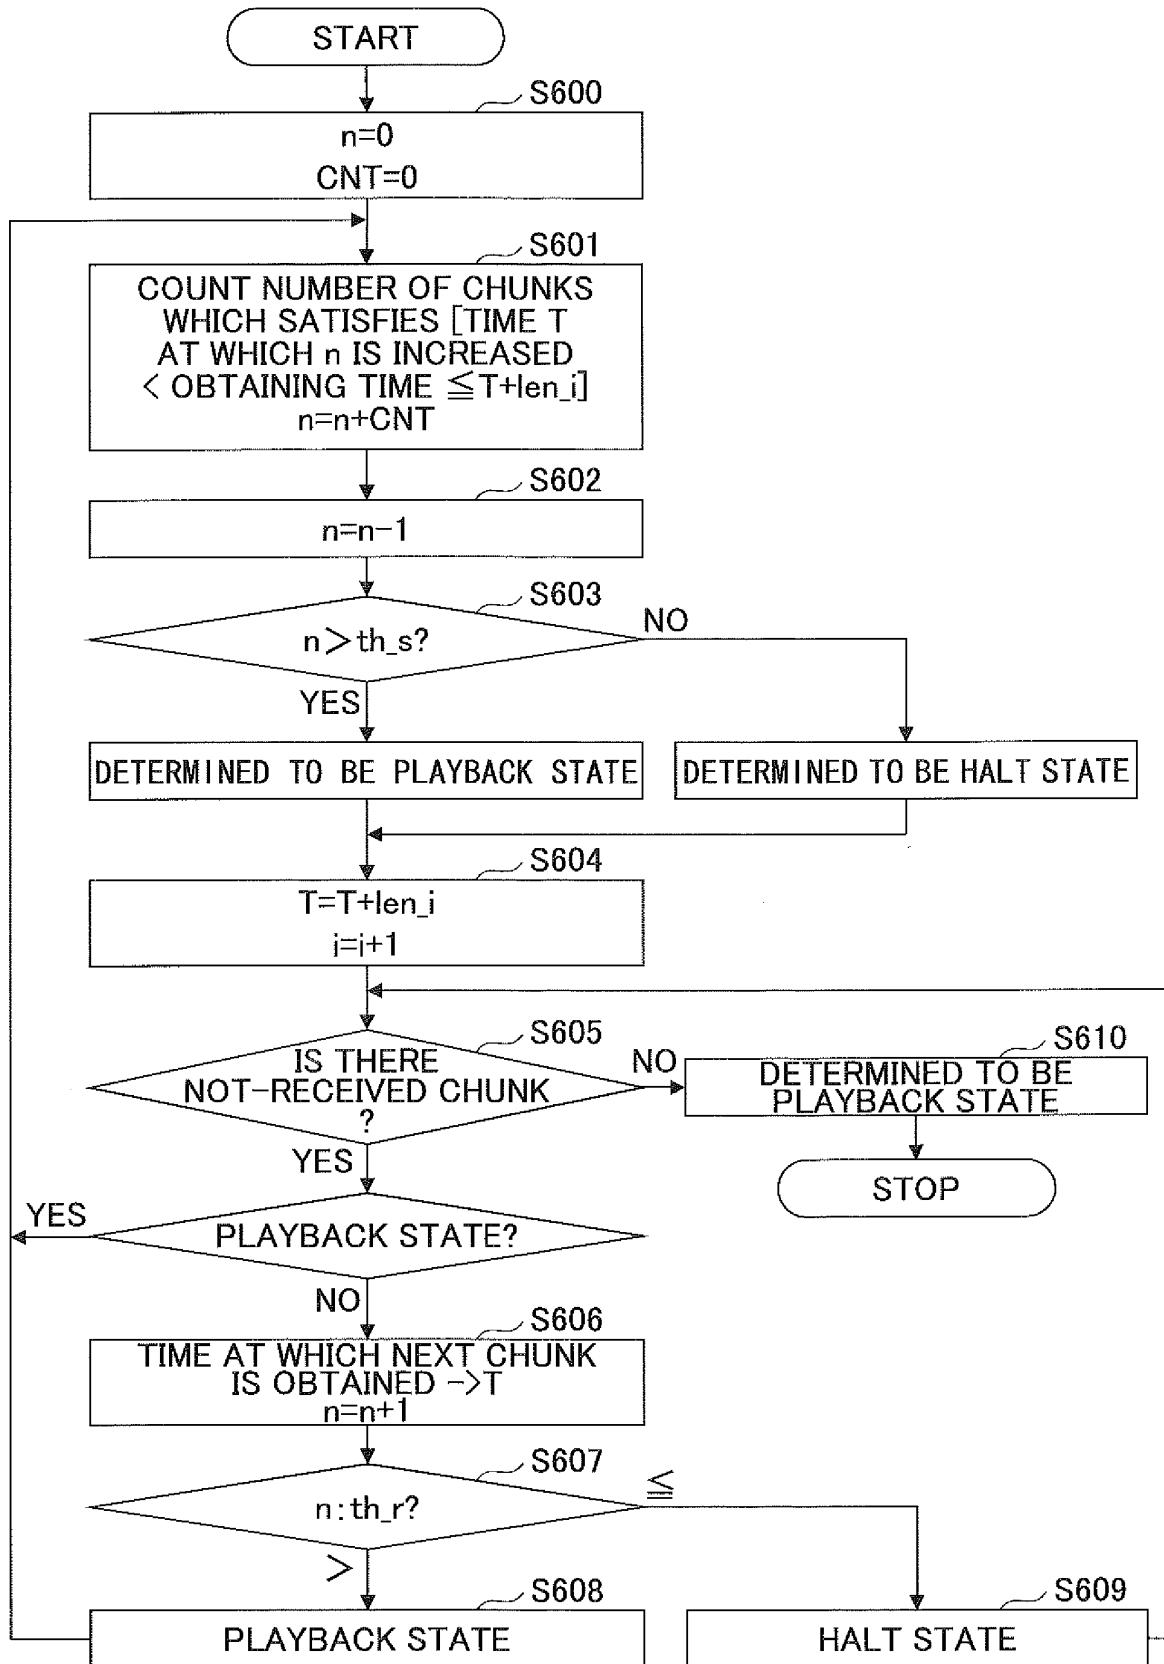 START
S600
n=0
CNT=0
S601
COUNT NUMBER OF CHUNKS
WHICH SATISFIES [TIME T
AT WHICH n IS INCREASED
< OBTAINING TIME ≦T+len_i]
n=n+CNT
S602
n=n-1
S603
n>th_s?
NO
YES
DETERMINED TO BE PLAYBACK STATE
DETERMINED TO BE HALT STATE
S604
T=T+len_i
i=i+1
S605
IS THERE
NOT-RECEIVED CHUNK
?
NO
S610
DETERMINED TO BE
PLAYBACK STATE
YES
STOP
YES
PLAYBACK STATE?
NO
S606
TIME AT WHICH NEXT CHUNK
IS OBTAINED ->T
n=n+1
S607
n:th_r?
≦
>
S608
PLAYBACK STATE
S609
HALT STATE